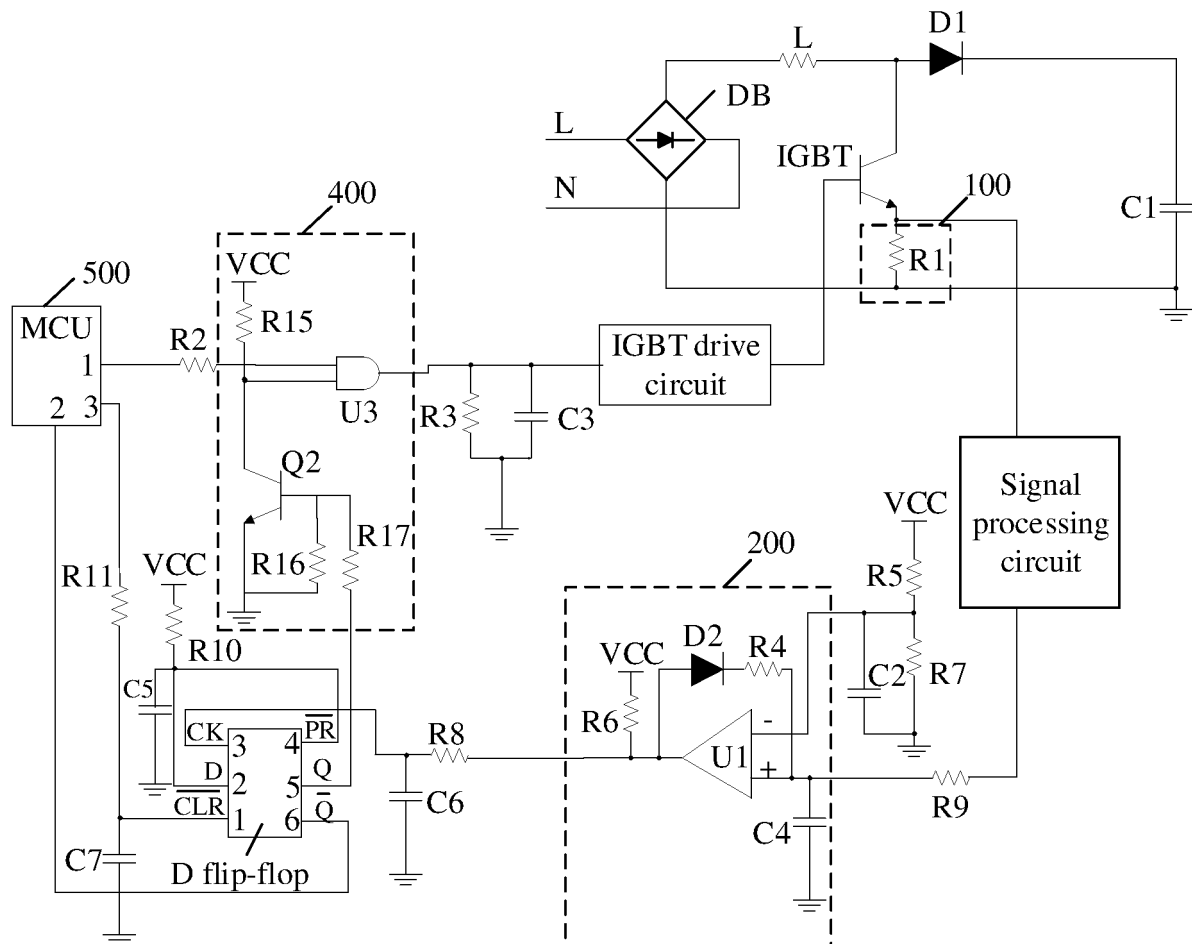 D1
L
DB
L
IGBT
N
100
C1
R1
400
VCC
500
MCU
R15
R2
1
2
3
U3
IGBT drive
circuit
R3
C3
Q2
Signal
processing
circuit
VCC
R17
R16
200
R5
VCC
R11
R10
D2
R4
VCC
C2
R7
C5
R6
CK
PR
R8
U1
-
+
3
4
D
2
5
Q
CLR
1
6
Q
C6
R9
C4
C7
D flip-flop